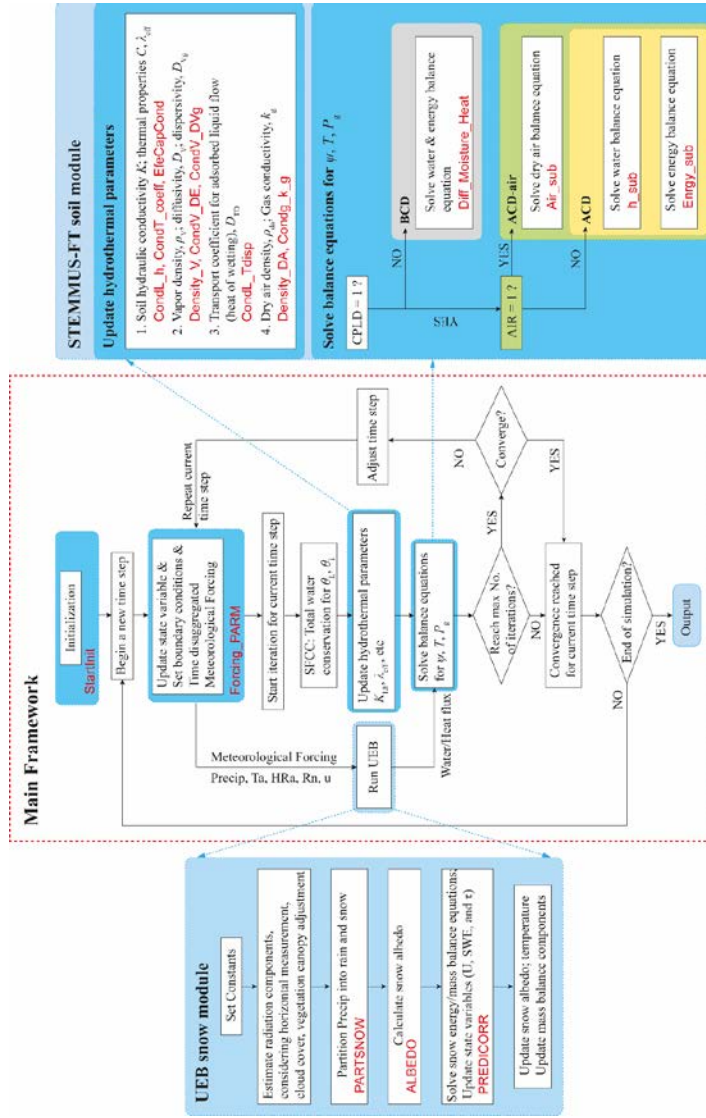 UEB snow module
Set Constants
Estimate radiation components,
considering horizontal measurement,
cloud cover, vegetation canopy adjustment
Partition Precip into rain and snow
PARTSNOW
Calculate snow albedo
ALBEDO
Solve snow energy/mass balance equations;
Update state variables (U, SWE, and τ)
PREDICORR
Update snow albedo; temperature
Update mass balance components
Main Framework
Initialization
StartInit
Begin a new time step
Update state variable &
Set boundary conditions &
Time disaggregated
Meteorological Forcing
Forcing_PARM
Repeat current
time step
Adjust time step
Start iteration for current time step
SFCC: Total water
conservation for θL, θi
Meteorological Forcing
Precip, Ta, HRa, Rn, u
Run UEB
Water/Heat flux
Update hydrothermal parameters
, etc
Solve balance equations
for ψ, T, Pg
Reach max No.
of iterations?
YES
NO
Converge?
NO
YES
Convergence reached
for current time step
End of simulation?
NO
YES
Output
STEMMUS-FT soil module
Update hydrothermal parameters
1. Soil hydraulic conductivity K; thermal properties C, λeff
CondL_h, CondT_coeff, EfeCapCond
2. Vapor density, ρV; diffusivity, DV; dispersivity, DVg
Density_V, CondV_DE, CondV_DVg
3. Transport coefficient for adsorbed liquid flow
(heat of wetting), DTD
CondL_Tdisp
4. Dry air density, ρda; Gas conductivity, kg
Density_DA, Condg_k_g
Solve balance equations for ψ, T, Pg
CPLD = 1 ?
NO
BCD
Solve water & energy balance
equation
Diff_Moisture_Heat
YES
AIR = 1 ?
YES
ACD-air
Solve dry air balance equation
Air_sub
NO
ACD
Solve water balance equation
h_sub
Solve energy balance equation
Enrgy_sub